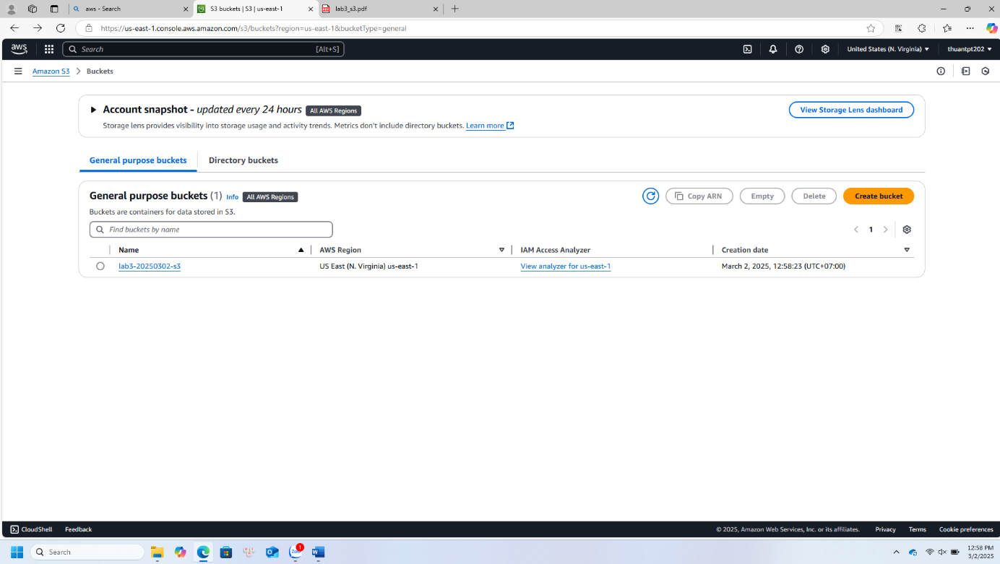 aws - Search
S3 buckets | S3 | us-east-1
lab3_s3.pdf
https://us-east-1.console.aws.amazon.com/s3/buckets?region=us-east-1&bucketType=general
aws
Search
[Alt+S]
United States (N. Virginia)
thuantpt202
Amazon S3
Buckets
Account snapshot - updated every 24 hours
All AWS Regions
View Storage Lens dashboard
Storage lens provides visibility into storage usage and activity trends. Metrics don't include directory buckets. Learn more
General purpose buckets
Directory buckets
General purpose buckets (1)
Info
All AWS Regions
Copy ARN
Empty
Delete
Create bucket
Buckets are containers for data stored in S3.
Find buckets by name
1
Name
AWS Region
IAM Access Analyzer
Creation date
lab3-20250302-s3
US East (N. Virginia) us-east-1
View analyzer for us-east-1
March 2, 2025, 12:58:23 (UTC+07:00)
CloudShell
Feedback
© 2025, Amazon Web Services, Inc. or its affiliates.
Privacy
Terms
Cookie preferences
Search
Zalo
1
12:58 PM
3/2/2025